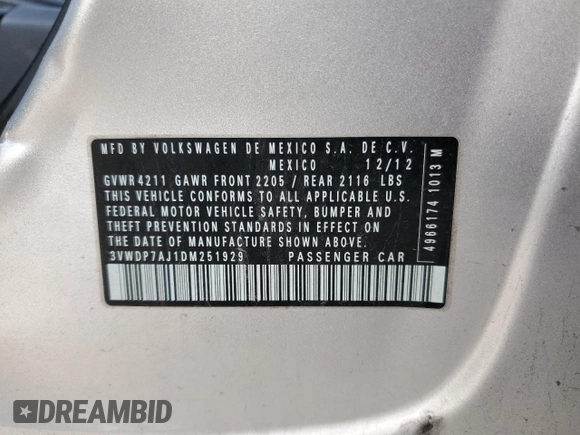 MFD BY VOLKSWAGEN DE MEXICO S.A. DE C.V.
MEXICO 12/12
GVWR 4211 GAWR FRONT 2205 / REAR 2116 LBS
THIS VEHICLE CONFORMS TO ALL APPLICABLE U.S.
FEDERAL MOTOR VEHICLE SAFETY, BUMPER AND
THEFT PREVENTION STANDARDS IN EFFECT ON THE
DATE OF MANUFACTURE SHOWN ABOVE.
3VWDP7AJ1DM251929 PASSENGER CAR
4966174 1013 M
DREAMBID